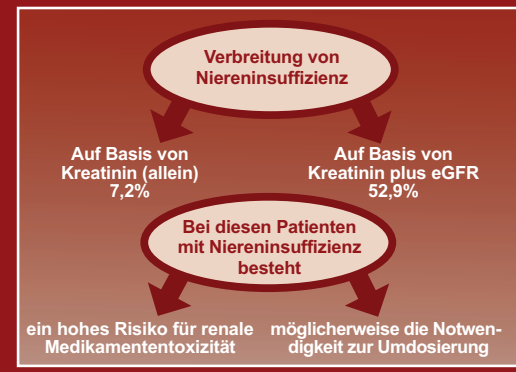 Verbreitung von
Niereninsuffizienz
Auf Basis von
Kreatinin (allein)
7,2%
Auf Basis von
Kreatinin plus eGFR
52,9%
Bei diesen Patienten
mit Niereninsuffizienz
besteht
ein hohes Risiko für renale
Medikamententoxizität
möglicherweise die Notwen-
digkeit zur Umdosierung